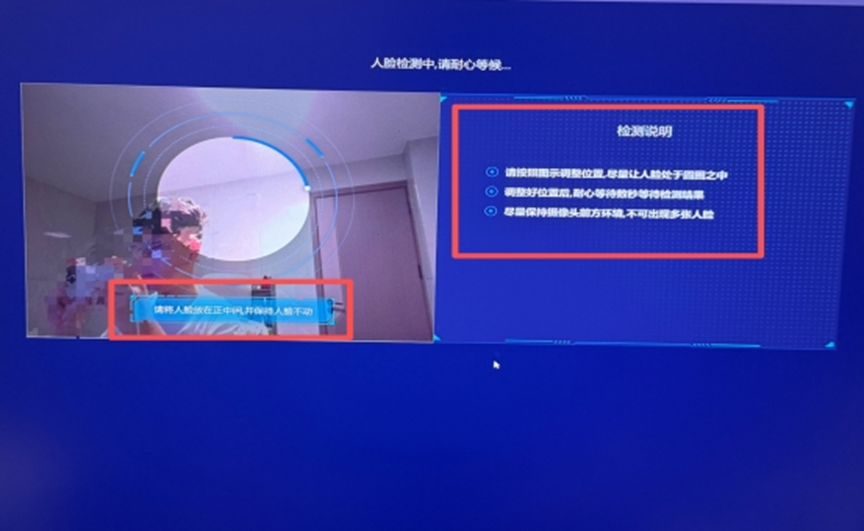 人脸检测中,请耐心等候...
检测说明
请按照图示调整位置,尽量让人脸处于圆圈之中
调整好位置后,耐心等待数秒等待检测结果
尽量保持摄像头前方环境,不可出现多张人脸
请将人脸放在正中间,并保持人脸不动